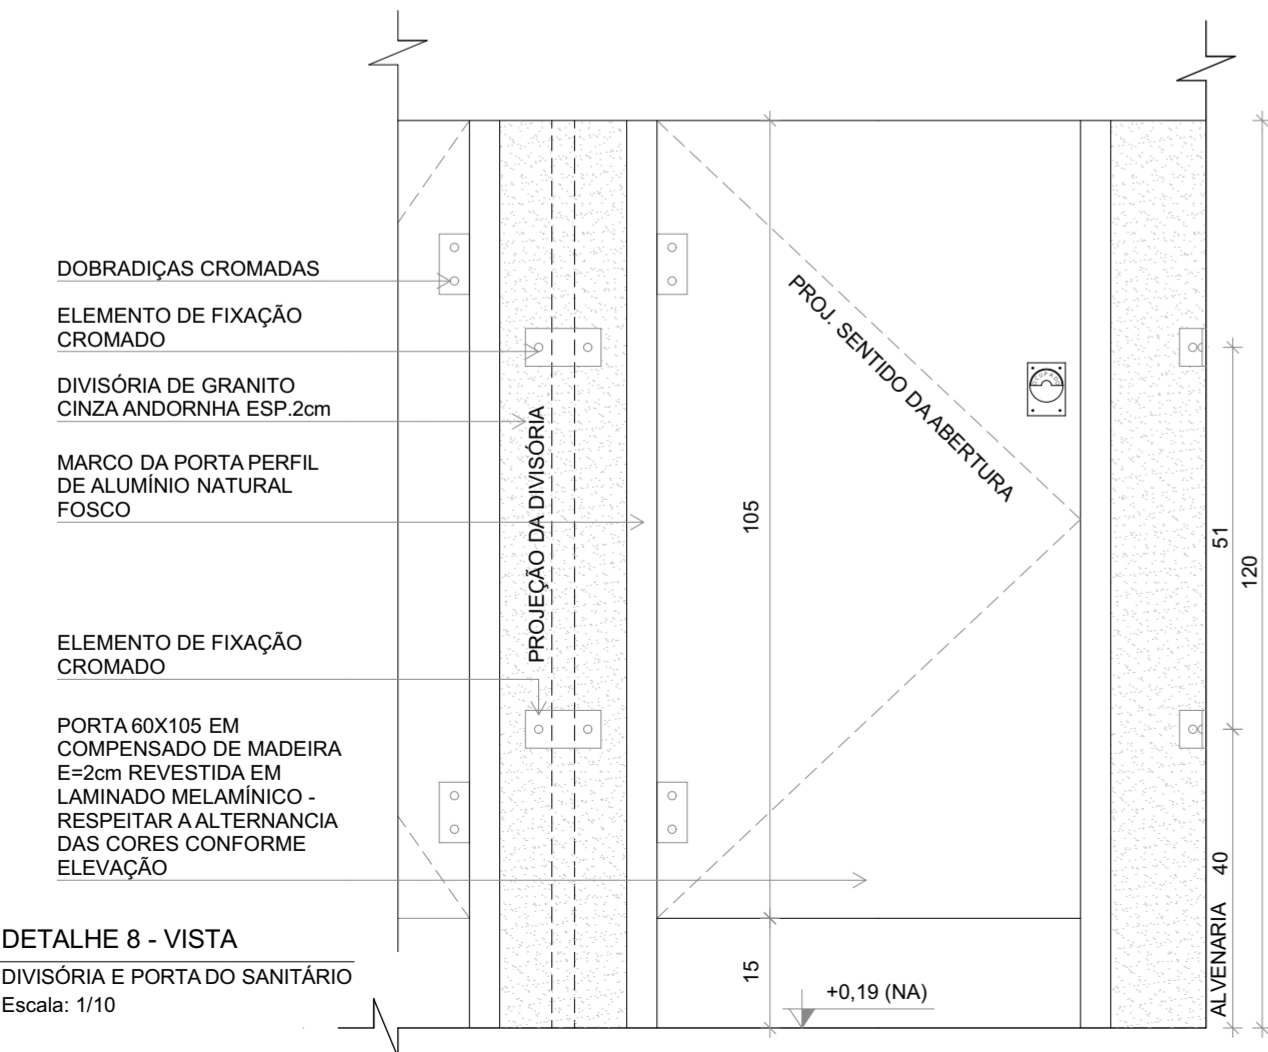 DOBRADIÇAS CROMADAS
ELEMENTO DE FIXAÇÃO
CROMADO
DIVISÓRIA DE GRANITO
CINZA ANDORNHA ESP.2cm
MARCO DA PORTA PERFIL
DE ALUMÍNIO NATURAL
FOSCO
ELEMENTO DE FIXAÇÃO
CROMADO
PORTA 60X105 EM
COMPENSADO DE MADEIRA
E=2cm REVESTIDA EM
LAMINADO MELAMÍNICO -
RESPEITAR A ALTERNANCIA
DAS CORES CONFORME
ELEVAÇÃO
PROJEÇÃO DA DIVISÓRIA
PROJ. SENTIDO DA ABERTURA
OCUPADO
105
15
+0,19 (NA)
51
40
120
ALVENARIA
DETALHE 8 - VISTA
DIVISÓRIA E PORTA DO SANITÁRIO
Escala: 1/10